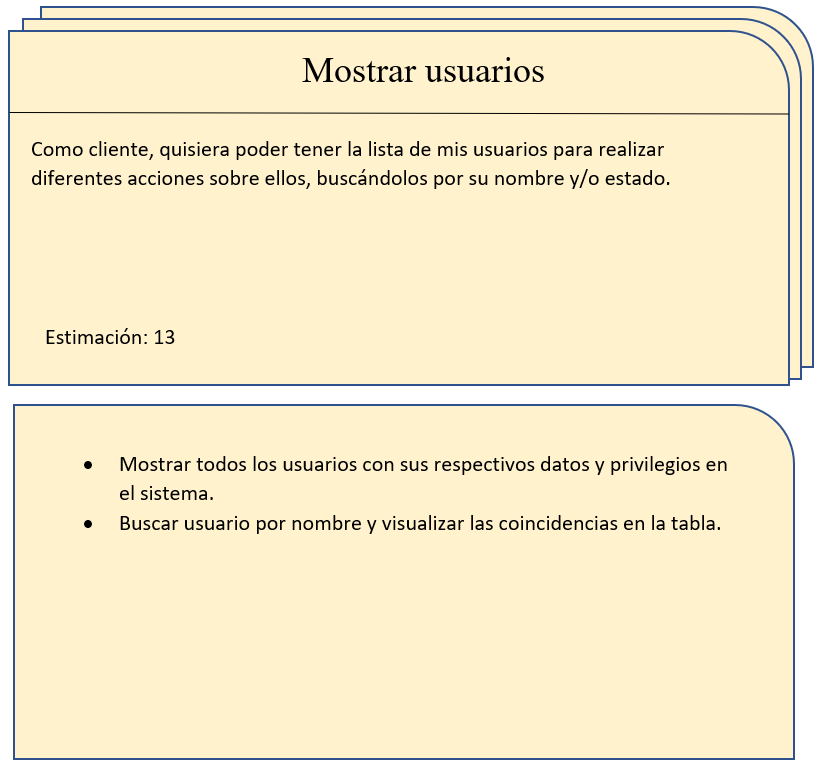 Mostrar usuarios
Como cliente, quisiera poder tener la lista de mis usuarios para realizar
diferentes acciones sobre ellos, buscándolos por su nombre y/o estado.
Estimación: 13
● Mostrar todos los usuarios con sus respectivos datos y privilegios en
el sistema.
● Buscar usuario por nombre y visualizar las coincidencias en la tabla.